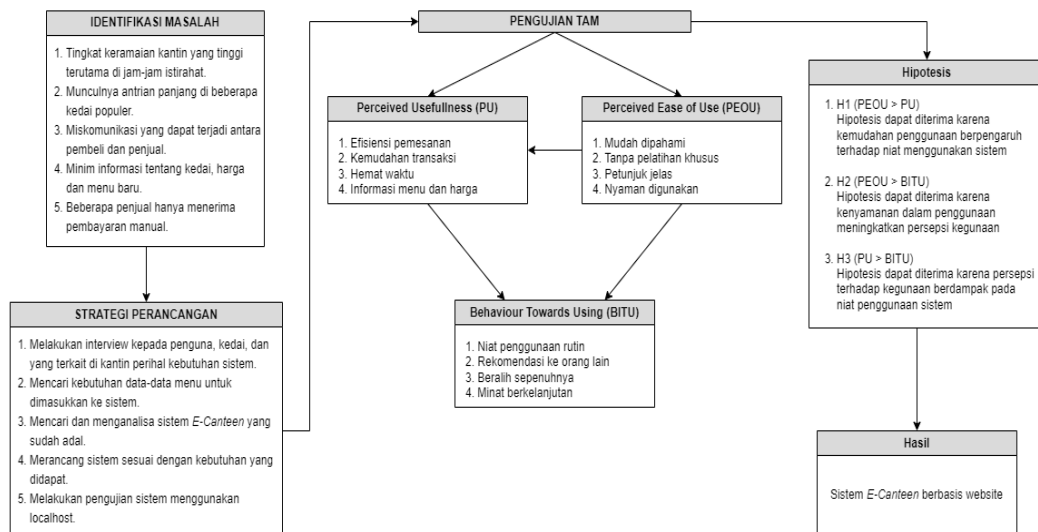 IDENTIFIKASI MASALAH
1. Tingkat keramaian kantin yang tinggi
terutama di jam-jam istirahat.
2. Munculnya antrian panjang di beberapa
kedai populer.
3. Miskomunikasi yang dapat terjadi antara
pembeli dan penjual.
4. Minim informasi tentang kedai, harga
dan menu baru.
5. Beberapa penjual hanya menerima
pembayaran manual.
STRATEGI PERANCANGAN
1. Melakukan interview kepada penguna, kedai, dan
yang terkait di kantin perihal kebutuhan sistem.
2. Mencari kebutuhan data-data menu untuk
dimasukkan ke sistem.
3. Mencari dan menganalisa sistem E-Canteen yang
sudah adal.
4. Merancang sistem sesuai dengan kebutuhan yang
didapat.
5. Melakukan pengujian sistem menggunakan
localhost.
PENGUJIAN TAM
Perceived Usefullness (PU)
1. Efisiensi pemesanan
2. Kemudahan transaksi
3. Hemat waktu
4. Informasi menu dan harga
Perceived Ease of Use (PEOU)
1. Mudah dipahami
2. Tanpa pelatihan khusus
3. Petunjuk jelas
4. Nyaman digunakan
Behaviour Towards Using (BITU)
1. Niat penggunaan rutin
2. Rekomendasi ke orang lain
3. Beralih sepenuhnya
4. Minat berkelanjutan
Hipotesis
1. H1 (PEOU > PU)
Hipotesis dapat diterima karena
kemudahan penggunaan berpengaruh
terhadap niat menggunakan sistem
2. H2 (PEOU > BITU)
Hipotesis dapat diterima karena
kenyamanan dalam penggunaan
meningkatkan persepsi kegunaan
3. H3 (PU > BITU)
Hipotesis dapat diterima karena persepsi
terhadap kegunaan berdampak pada
niat penggunaan sistem
Hasil
Sistem E-Canteen berbasis website